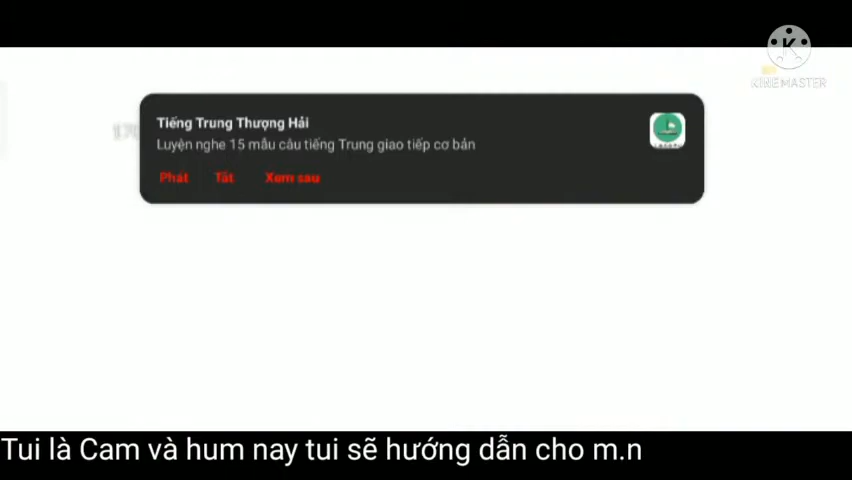 KINEMASTER
Tiếng Trung Thượng Hải
Luyện nghe 15 mẫu câu tiếng Trung giao tiếp cơ bản
Phát Tắt Xem sau
Tui là Cam và hum nay tui sẽ hướng dẫn cho m.n